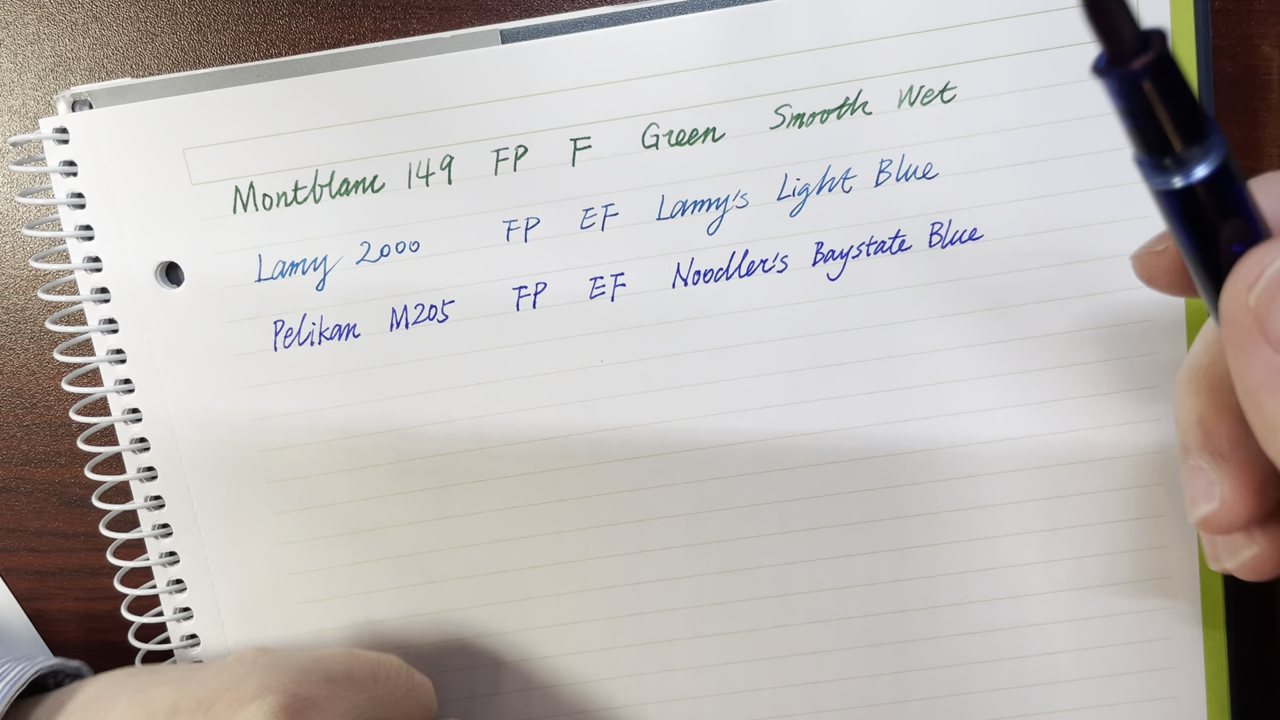 Montblanc 149 FP F Green Smooth Wet
Lamy 2000 FP EF Lamy's Light Blue
Pelikan M205 FP EF Noodler's Baystate Blue